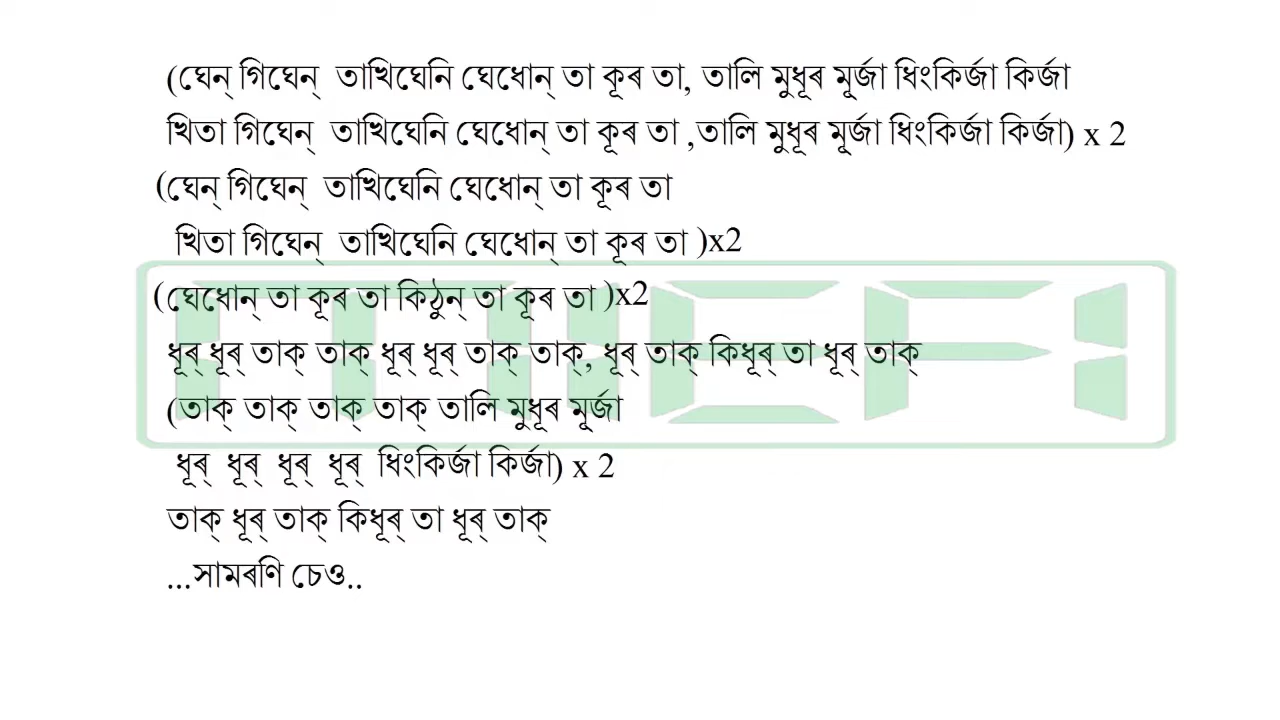 (ঘেন্ গিঘেন্ তাখিঘেনি ঘেধোন্ তা কূৰ তা, তালি মুধূৰ মূৰ্জা ধিংকিৰ্জা কিৰ্জা
খিতা গিঘেন্ তাখিঘেনি ঘেধোন্ তা কূৰ তা ,তালি মুধূৰ মূৰ্জা ধিংকিৰ্জা কিৰ্জা) x 2
(ঘেন্ গিঘেন্ তাখিঘেনি ঘেধোন্ তা কূৰ তা
খিতা গিঘেন্ তাখিঘেনি ঘেধোন্ তা কূৰ তা )x2
(ঘেধোন্ তা কূৰ তা কিঠুন্ তা কূৰ তা )x2
ধূৰ্ ধূৰ্ তাক্ তাক্ ধূৰ্ ধূৰ্ তাক্ তাক্, ধূৰ্ তাক্ কিধূৰ্ তা ধূৰ্ তাক্
(তাক্ তাক্ তাক্ তাক্ তালি মুধূৰ মূৰ্জা
ধূৰ্ ধূৰ্ ধূৰ্ ধূৰ্ ধিংকিৰ্জা কিৰ্জা) x 2
তাক্ ধূৰ্ তাক্ কিধূৰ্ তা ধূৰ্ তাক্
...সামৰণি চেও..